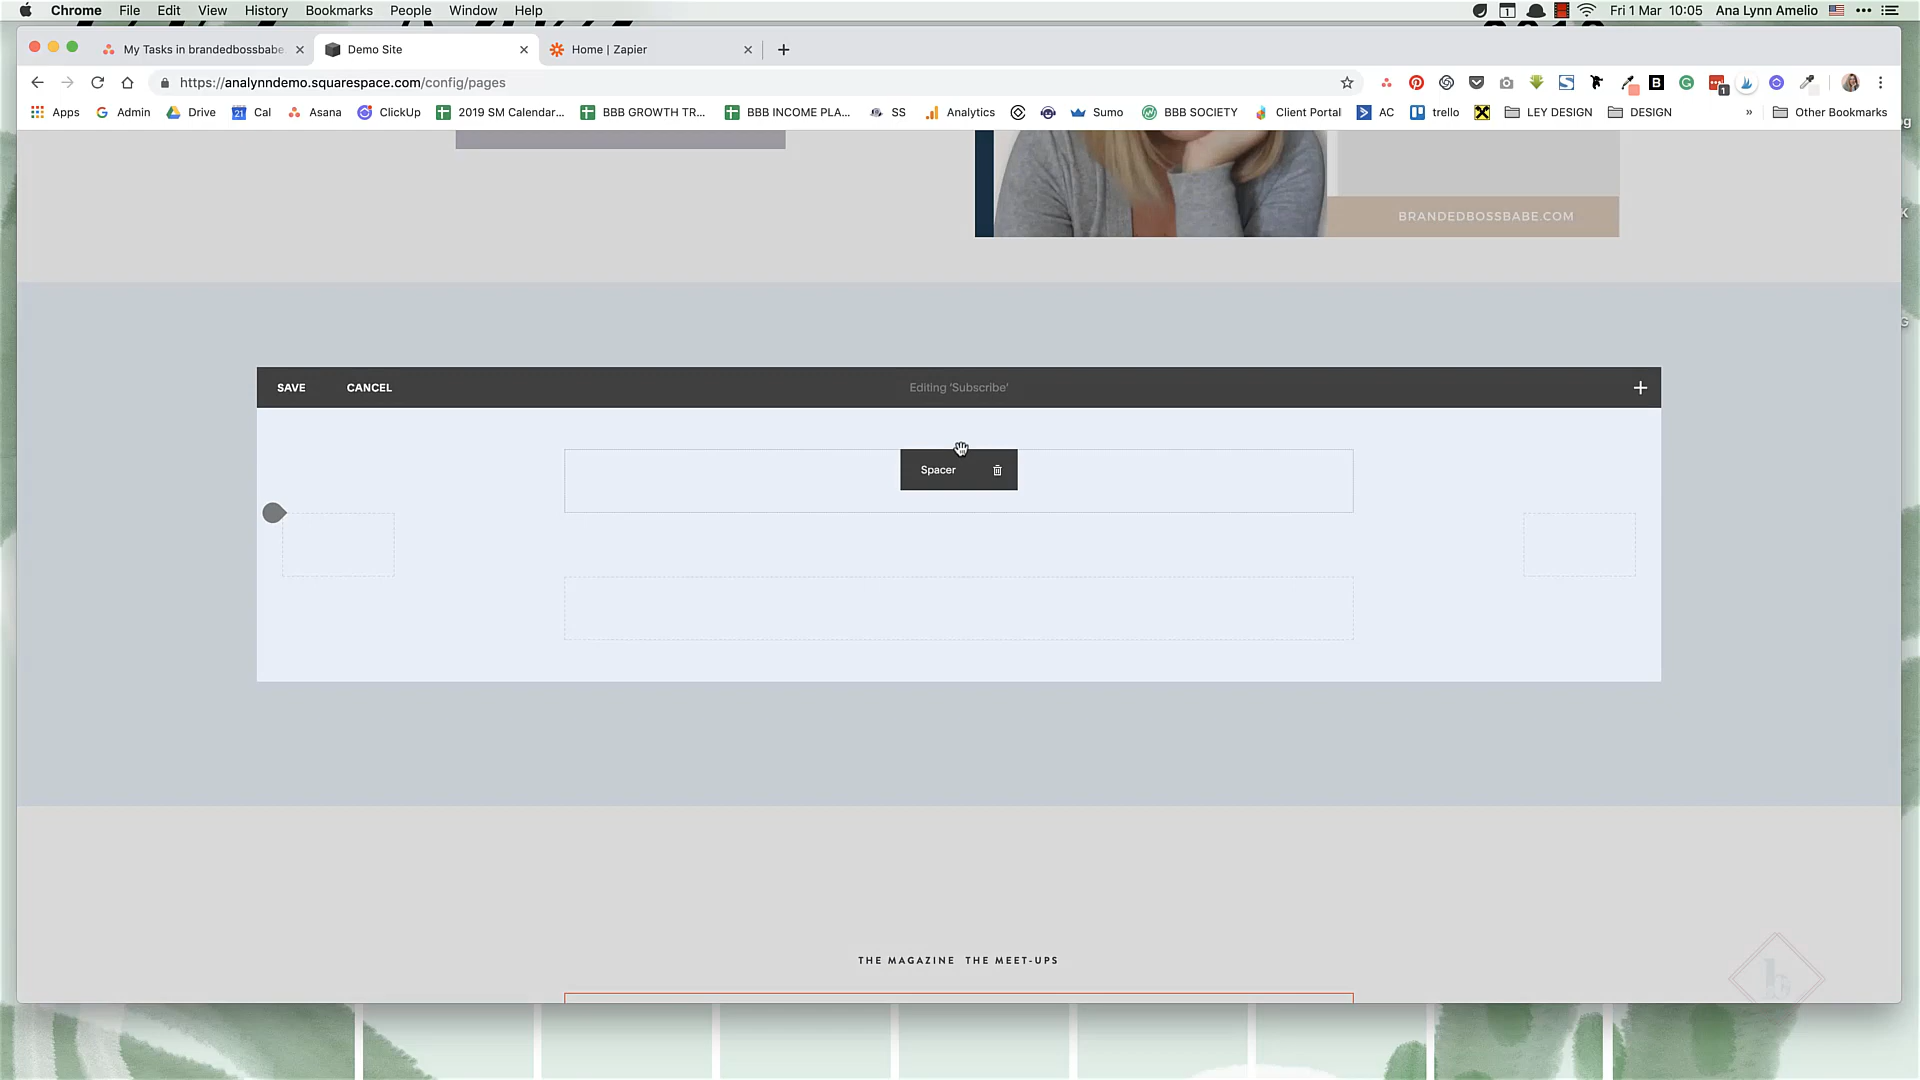 Chrome File Edit View History Bookmarks People Window Help
1 Fri 1 Mar 10:05 Ana Lynn Amelio
My Tasks in brandedbossbabe
Demo Site
Home | Zapier
https://analynndemo.squarespace.com/config/pages
1
Apps Admin Drive 21 Cal Asana ClickUp 2019 SM Calendar... BBB GROWTH TR... BBB INCOME PLA... SS Analytics Sumo BBB SOCIETY Client Portal AC trello LEY DESIGN DESIGN » Other Bookmarks
BRANDEDBOSSBABE.COM
SAVE CANCEL Editing 'Subscribe'
Spacer
THE MAGAZINE THE MEET-UPS
b